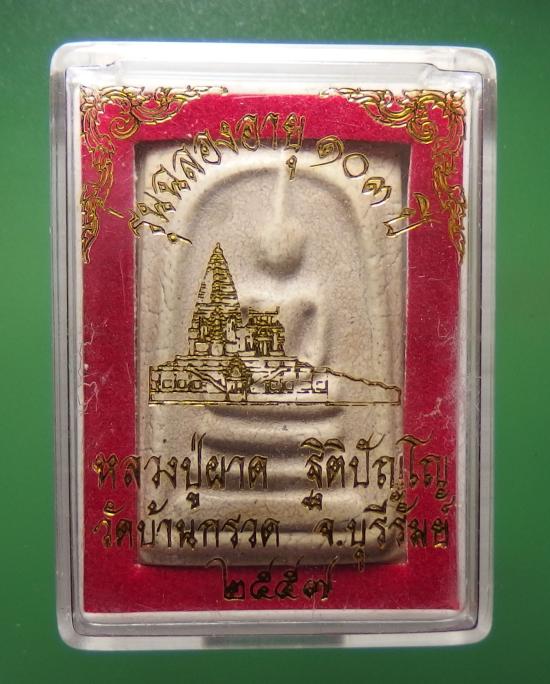 รุ่นฉลองอายุ ๑๐๓ ปี
หลวงปู่ผาด ฐิติปัญโญ
วัดบ้านกรวด จ.บุรีรัมย์
๒๕๕๗